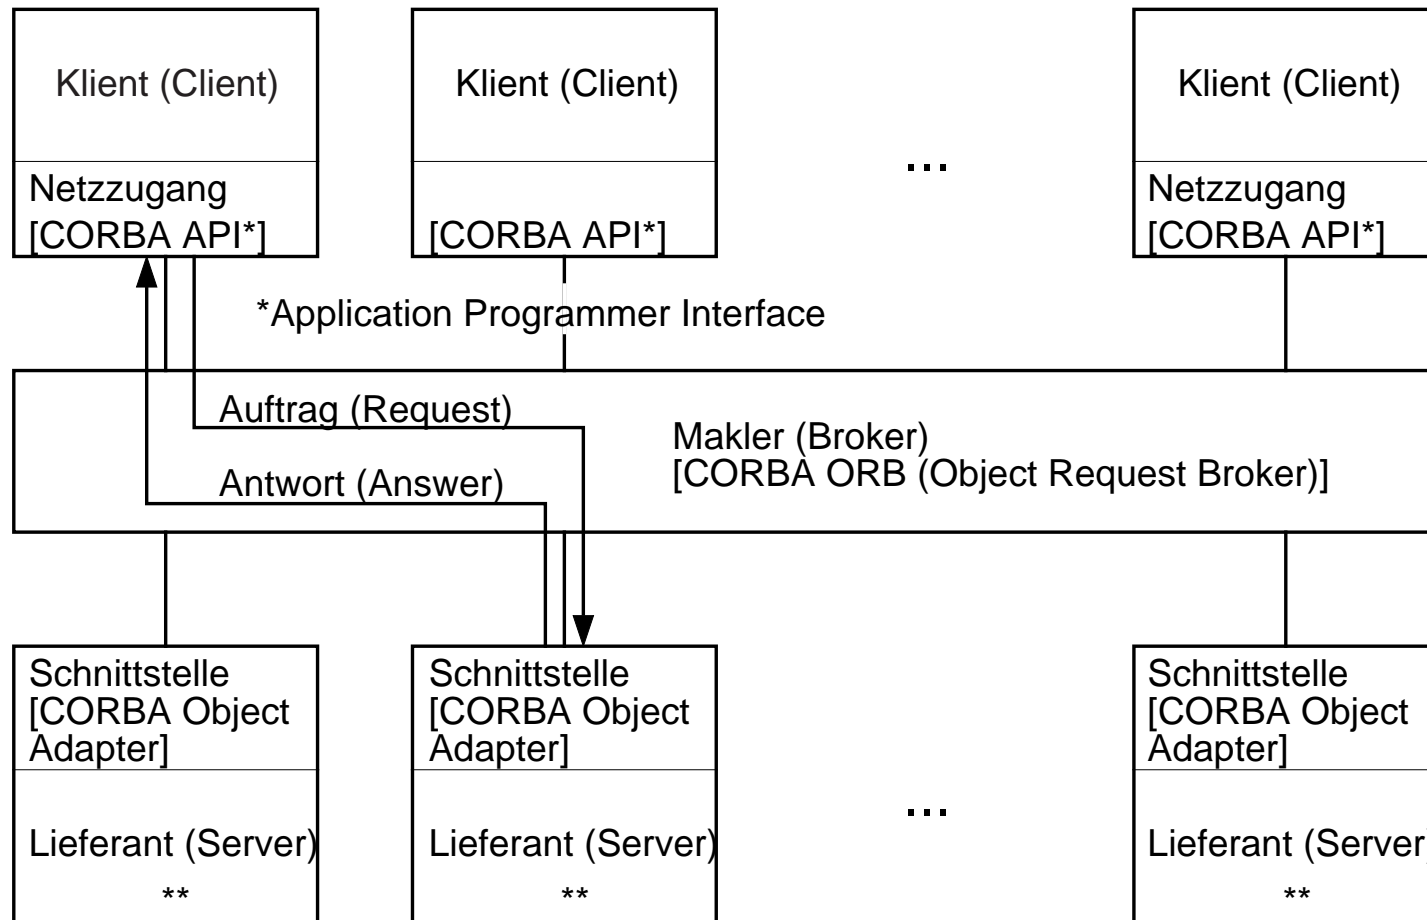 Klient (Client)
Klient (Client)
Klient (Client)
...
Netzzugang
[CORBA API*]
[CORBA API*]
Netzzugang
[CORBA API*]
*Application Programmer Interface
Auftrag (Request)
Antwort (Answer)
Makler (Broker)
[CORBA ORB (Object Request Broker)]
Schnittstelle
[CORBA Object
Adapter]
Lieferant (Server)
**
Schnittstelle
[CORBA Object
Adapter]
Lieferant (Server)
**
...
Schnittstelle
[CORBA Object
Adapter]
Lieferant (Server)
**